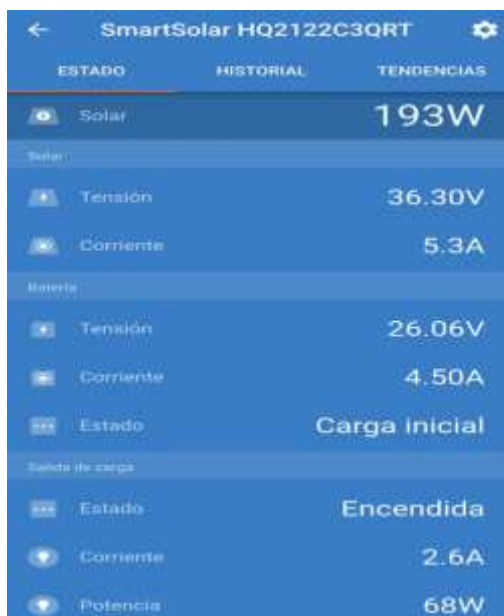 SmartSolar HQ2122C3QRT
ESTADO HISTORIAL TENDENCIAS
Solar 193W
Solar
Tensión 36.30V
Corriente 5.3A
Batería
Tensión 26.06V
Corriente 4.50A
Estado Carga inicial
Salida de carga
Estado Encendida
Corriente 2.6A
Potencia 68W